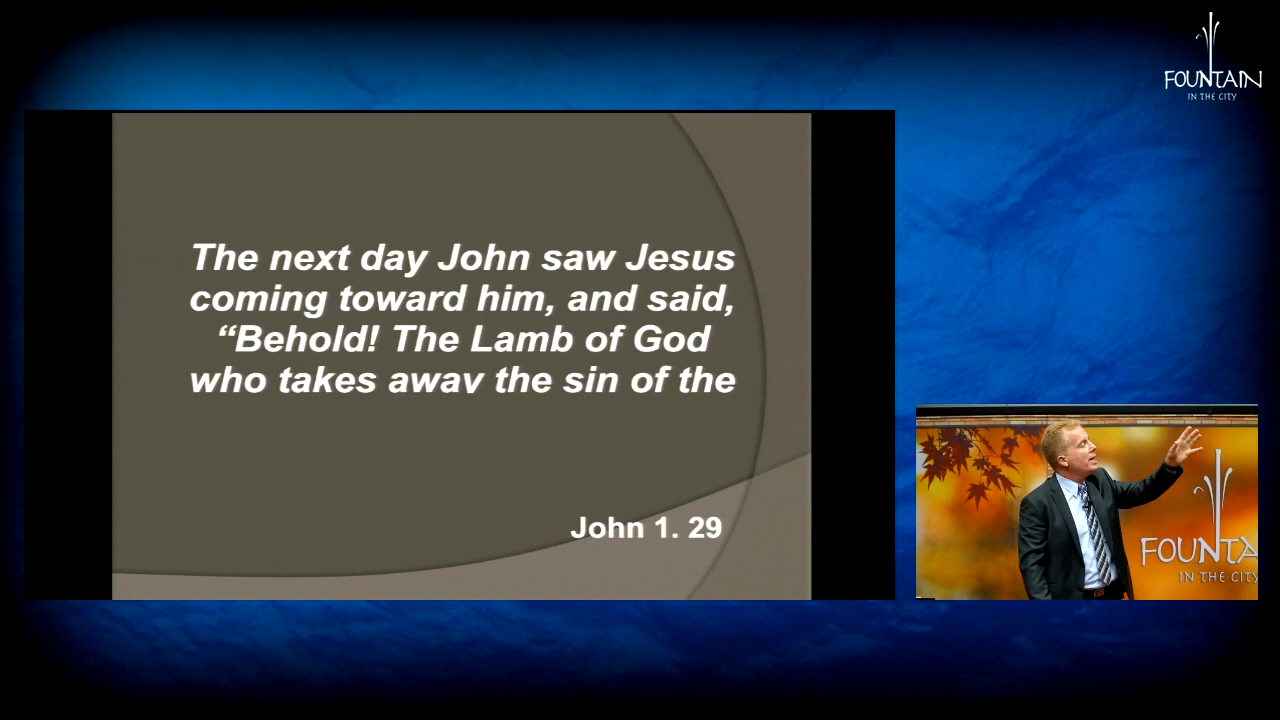 FOUNTAIN
IN THE CITY
The next day John saw Jesus
coming toward him, and said,
“Behold! The Lamb of God
who takes away the sin of the
John 1. 29
FOUNTA
IN THE CITY